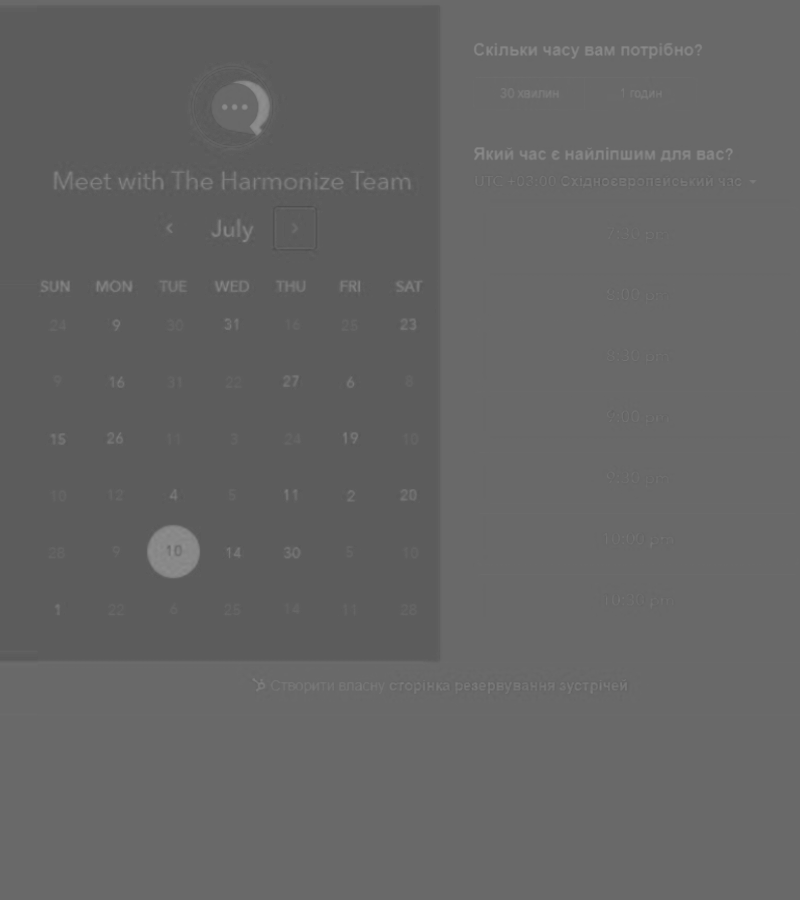 Meet with The Harmonize Team
July
SUN MON TUE WED THU FRI SAT
24 9 30 31 16 25 23
9 16 31 22 27 6 8
15 26 11 3 24 19 10
10 12 4 5 11 2 20
28 9 10 14 30 5 10
1 22 6 25 14 11 28
Скільки часу вам потрібно?
30 хвилин 1 годин
Який час є найліпшим для вас?
UTC +03:00 Східноєвропейський час
7:30 pm
8:00 pm
8:30 pm
9:00 pm
9:30 pm
10:00 pm
10:30 pm
Створити власну сторінка резервування зустрічей